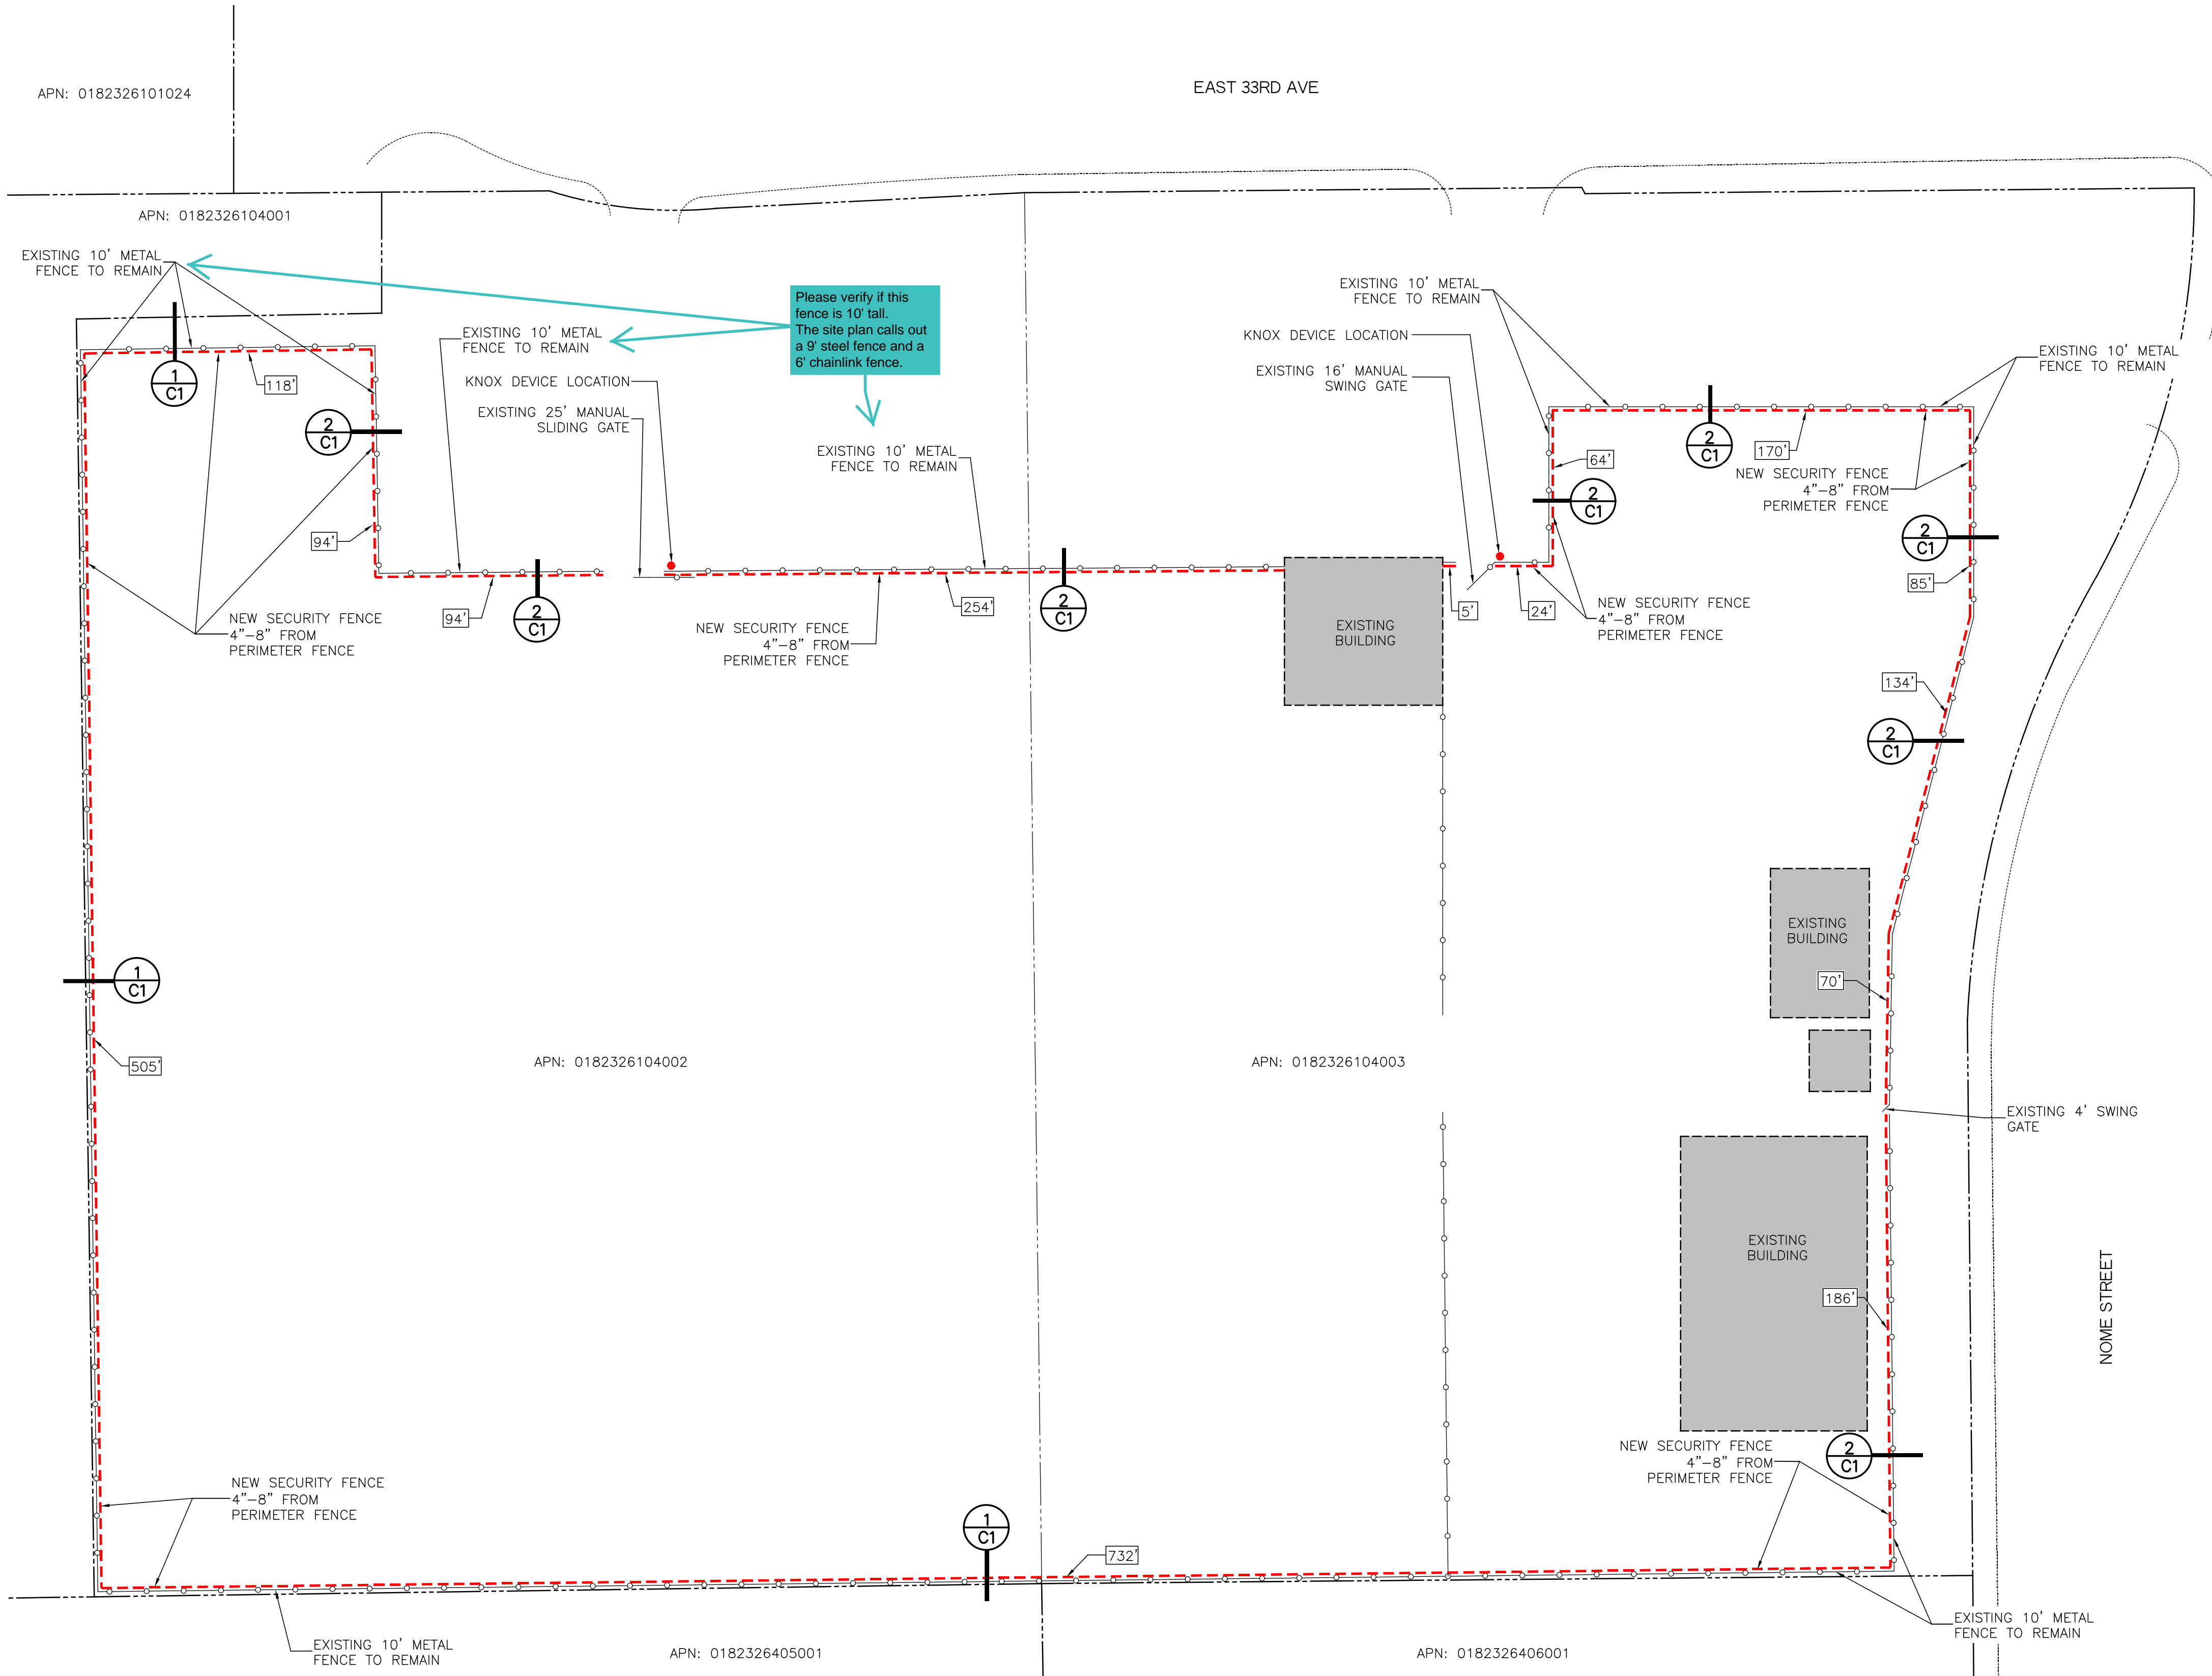 EAST 33RD AVE
APN: 0182326101024
APN: 0182326104001
EXISTING 10' METAL
FENCE TO REMAIN
Please verify if this
fence is 10' tall.
The site plan calls out
a 9' steel fence and a
6' chainlink fence.
EXISTING 10' METAL
FENCE TO REMAIN
KNOX DEVICE LOCATION
EXISTING 25' MANUAL
SLIDING GATE
EXISTING 10' METAL
FENCE TO REMAIN
EXISTING 10' METAL
FENCE TO REMAIN
KNOX DEVICE LOCATION
EXISTING 16' MANUAL
SWING GATE
EXISTING 10' METAL
FENCE TO REMAIN
1
C1
118'
2
C1
94'
94'
2
C1
254'
2
C1
5'
24'
64'
2
C1
2
C1
170'
NEW SECURITY FENCE
4"-8" FROM
PERIMETER FENCE
2
C1
85'
NEW SECURITY FENCE
4"-8" FROM
PERIMETER FENCE
NEW SECURITY FENCE
4"-8" FROM
PERIMETER FENCE
EXISTING
BUILDING
NEW SECURITY FENCE
4"-8" FROM
PERIMETER FENCE
134'
2
C1
EXISTING
BUILDING
70'
1
C1
505'
APN: 0182326104002
APN: 0182326104003
EXISTING 4' SWING
GATE
EXISTING
BUILDING
186'
NOME STREET
NEW SECURITY FENCE
4"-8" FROM
PERIMETER FENCE
2
C1
NEW SECURITY FENCE
4"-8" FROM
PERIMETER FENCE
1
C1
732'
EXISTING 10' METAL
FENCE TO REMAIN
EXISTING 10' METAL
FENCE TO REMAIN
APN: 0182326405001
APN: 0182326406001